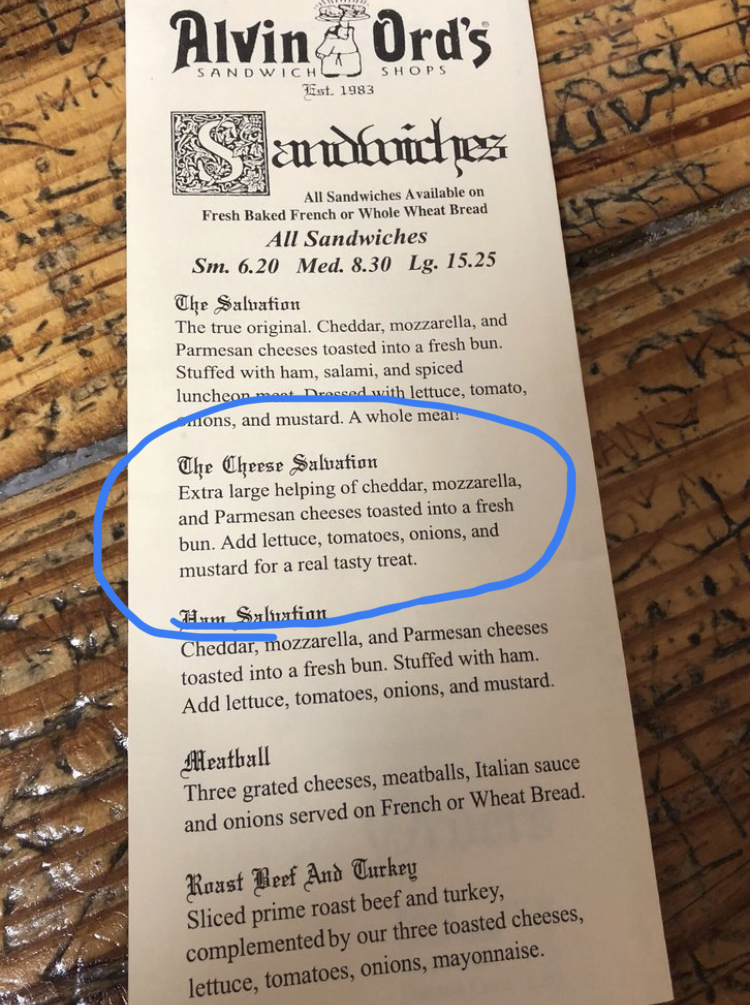 Alvin Ord's
SANDWICH SHOPS
Est. 1983
Sandwiches
All Sandwiches Available on
Fresh Baked French or Whole Wheat Bread
All Sandwiches
Sm. 6.20 Med. 8.30 Lg. 15.25
The Salvation
The true original. Cheddar, mozzarella, and
Parmesan cheeses toasted into a fresh bun.
Stuffed with ham, salami, and spiced
luncheon meat. Dressed with lettuce, tomato,
onions, and mustard. A whole meal!
The Cheese Salvation
Extra large helping of cheddar, mozzarella,
and Parmesan cheeses toasted into a fresh
bun. Add lettuce, tomatoes, onions, and
mustard for a real tasty treat.
Ham Salvation
Cheddar, mozzarella, and Parmesan cheeses
toasted into a fresh bun. Stuffed with ham.
Add lettuce, tomatoes, onions, and mustard.
Meatball
Three grated cheeses, meatballs, Italian sauce
and onions served on French or Wheat Bread.
Roast Beef And Turkey
Sliced prime roast beef and turkey,
complemented by our three toasted cheeses,
lettuce, tomatoes, onions, mayonnaise.